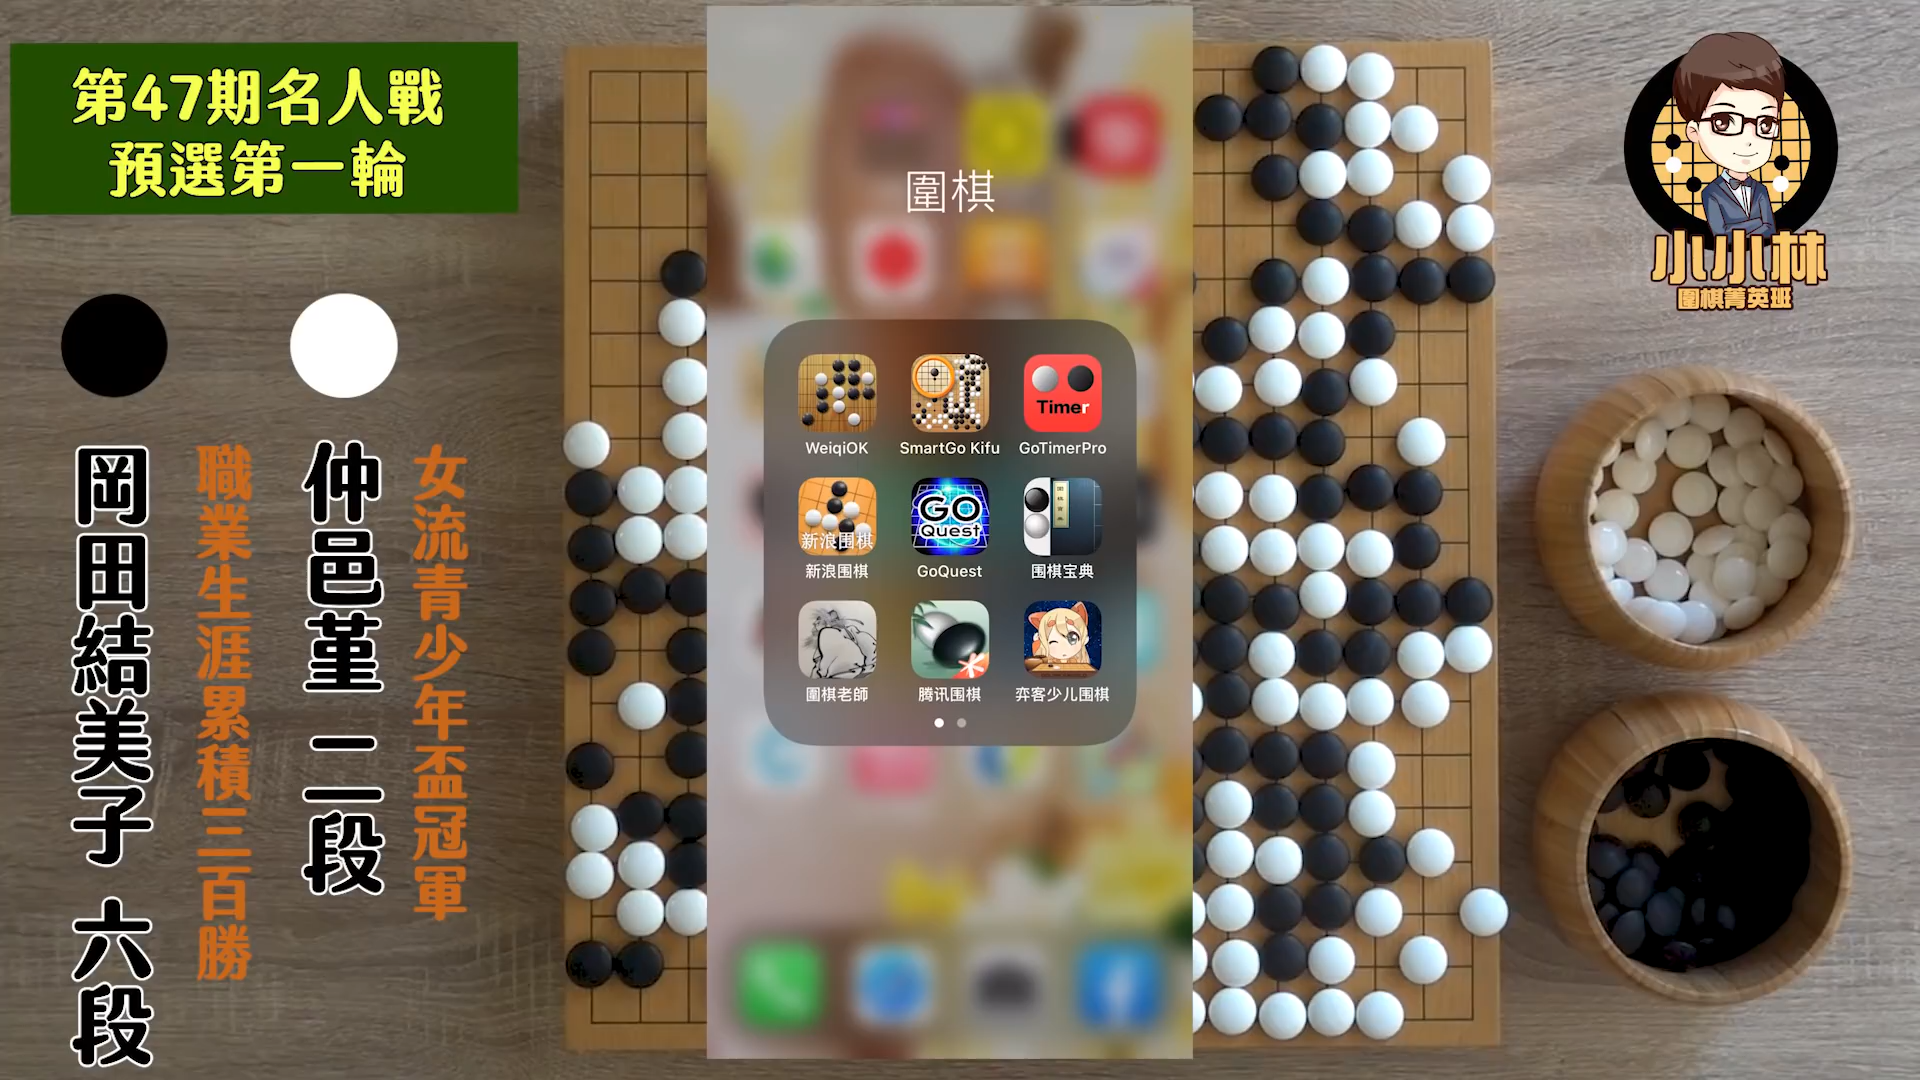 第47期名人戰
預選第一輪
岡田結美子 六段
職業生涯累積三百勝
仲邑菫 二段
女流青少年盃冠軍
圍棋
Timer
WeiqiOK
SmartGo Kifu
GoTimerPro
新浪围棋
GO
Quest
新浪围棋
GoQuest
围棋宝典
圍棋老師
腾讯围棋
弈客少儿围棋
小小林
圍棋菁英班